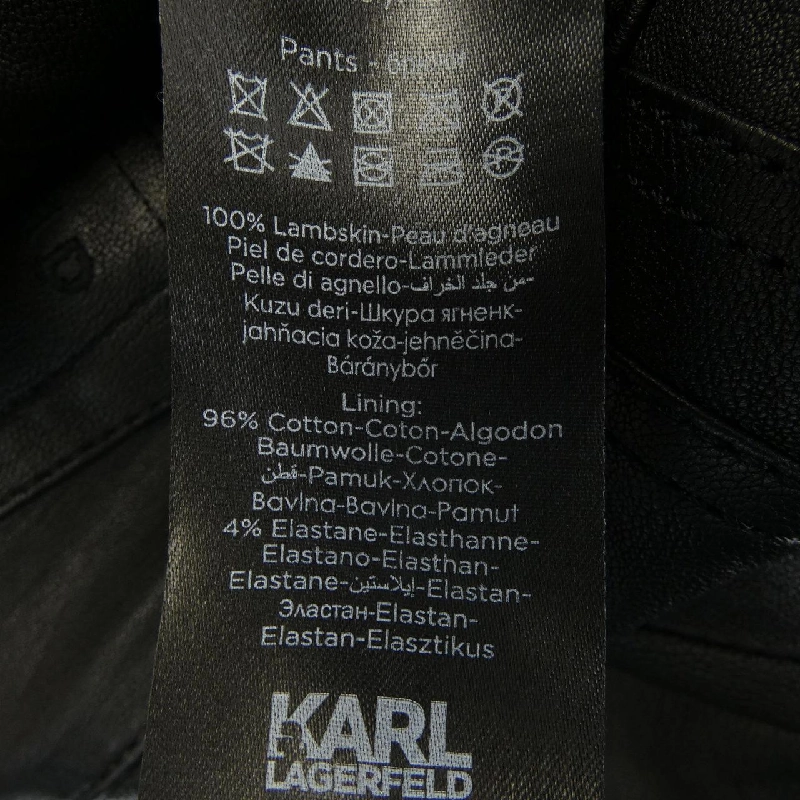 Pants -
100% Lambskin-Peau d'agneau
Piel de cordero-Lammleder
Pelle di agnello-من جلد الخراف-
Kuzu deri-Шкура ягненк-
jahňacia koža-jehněčina-
Báránybőr
Lining:
96% Cotton-Coton-Algodon
Baumwolle-Cotone-
قطن-Pamuk-Хлопок-
Bavlna-Bavlna-Pamut
4% Elastane-Elasthanne-
Elastano-Elasthan-
Elastane-إيلاستين-Elastan-
Эластан-Elastan-
Elastan-Elasztikus
KARL
LAGERFELD